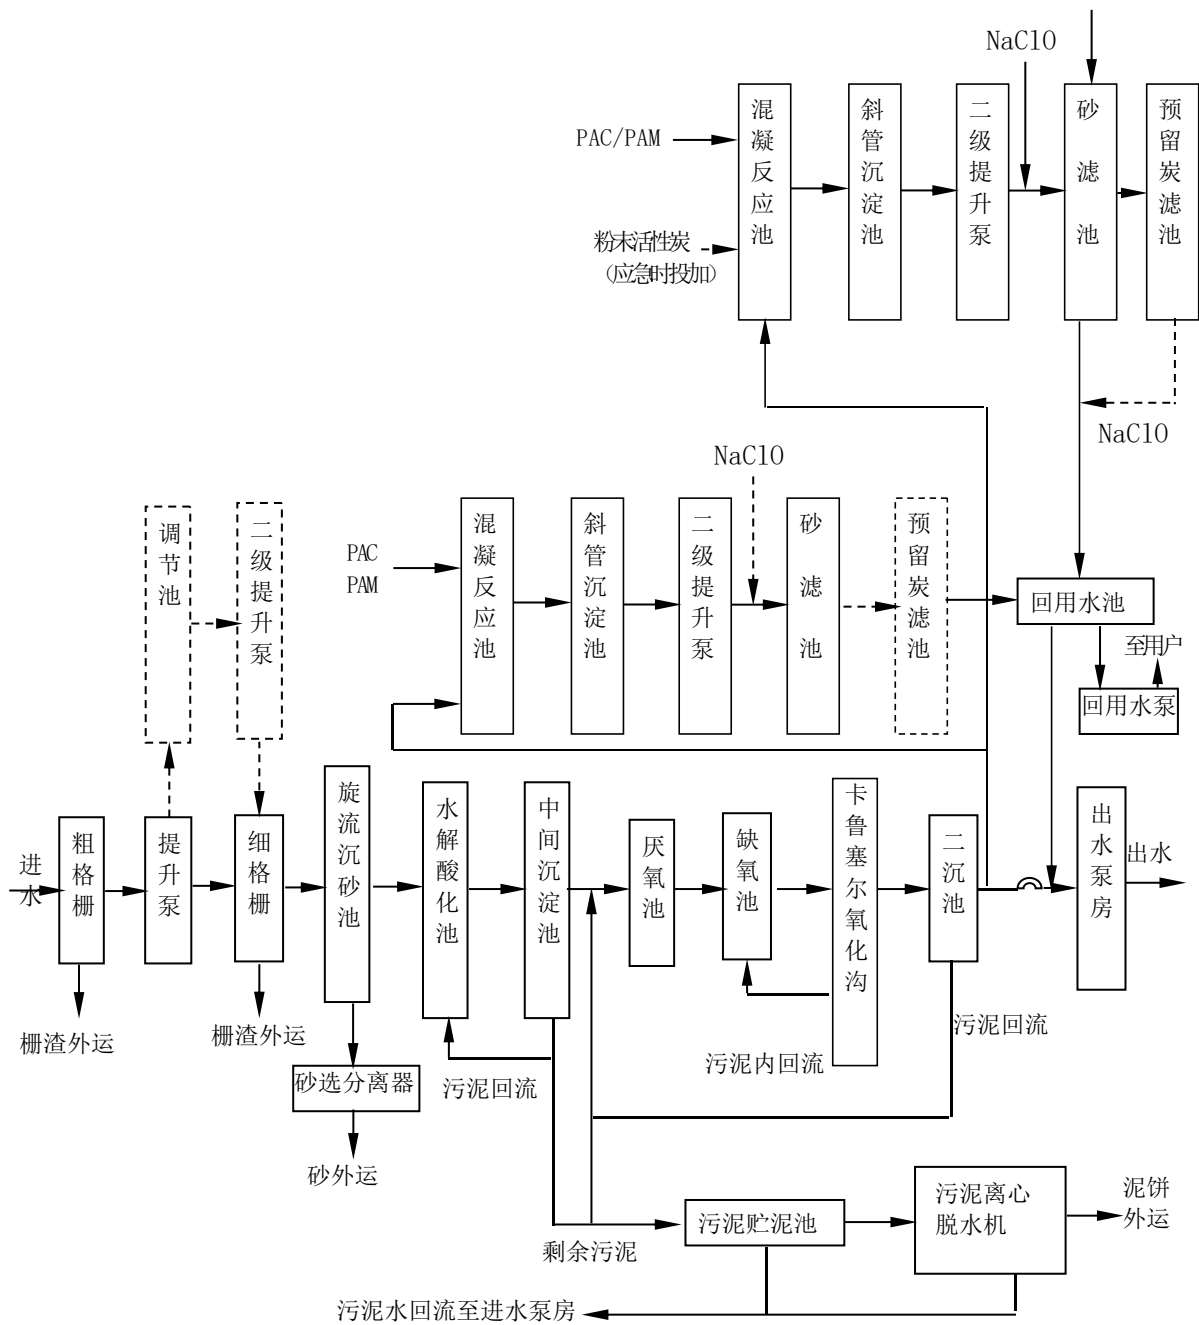 NaClO
PAC/PAM
粉末活性炭
（应急时投加）
混凝反应池
斜管沉淀池
二级提升泵
砂滤池
预留炭滤池
NaClO
NaClO
调节池
二级提升泵
PAC
PAM
混凝反应池
斜管沉淀池
二级提升泵
砂滤池
预留炭滤池
回用水池
至用户
回用水泵
进水
粗格栅
提升泵
细格栅
旋流沉砂池
水解酸化池
中间沉淀池
厌氧池
缺氧池
卡鲁塞尔氧化沟
二沉池
出水泵房
出水
栅渣外运
栅渣外运
砂选分离器
污泥回流
污泥内回流
污泥回流
砂外运
剩余污泥
污泥贮泥池
污泥离心
脱水机
泥饼
外运
污泥水回流至进水泵房